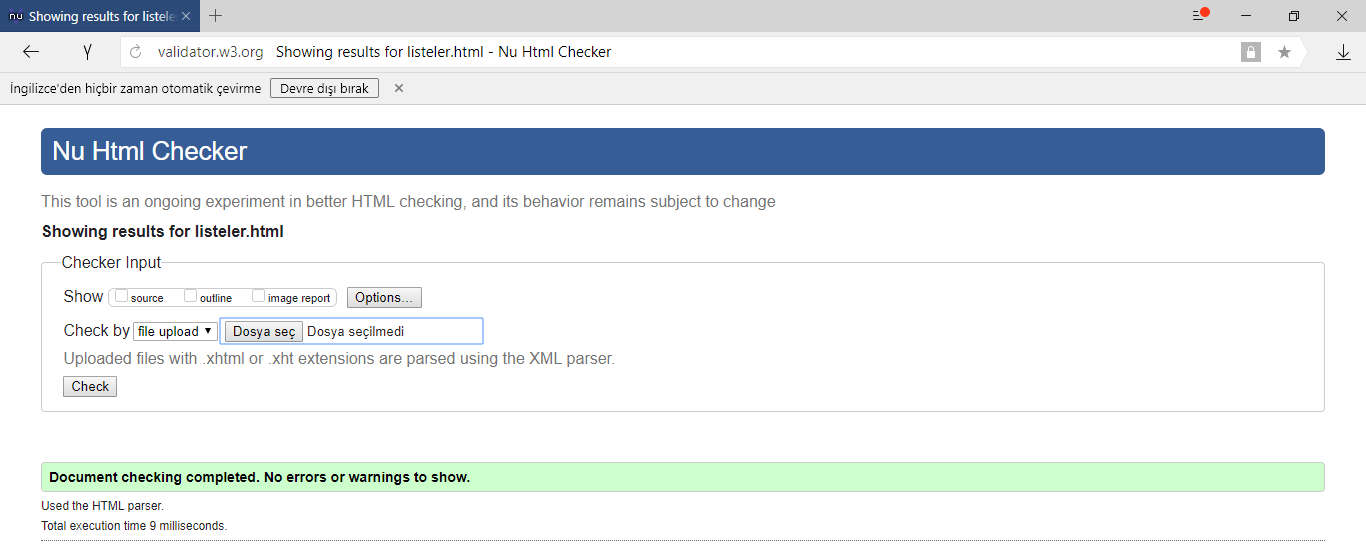 nu Showing results for listele
validator.w3.org Showing results for listeler.html - Nu Html Checker
İngilizce'den hiçbir zaman otomatik çevirme Devre dışı bırak
Nu Html Checker
This tool is an ongoing experiment in better HTML checking, and its behavior remains subject to change
Showing results for listeler.html
Checker Input
Show source outline image report Options...
Check by file upload Dosya seç Dosya seçilmedi
Uploaded files with .xhtml or .xht extensions are parsed using the XML parser.
Check
Document checking completed. No errors or warnings to show.
Used the HTML parser.
Total execution time 9 milliseconds.